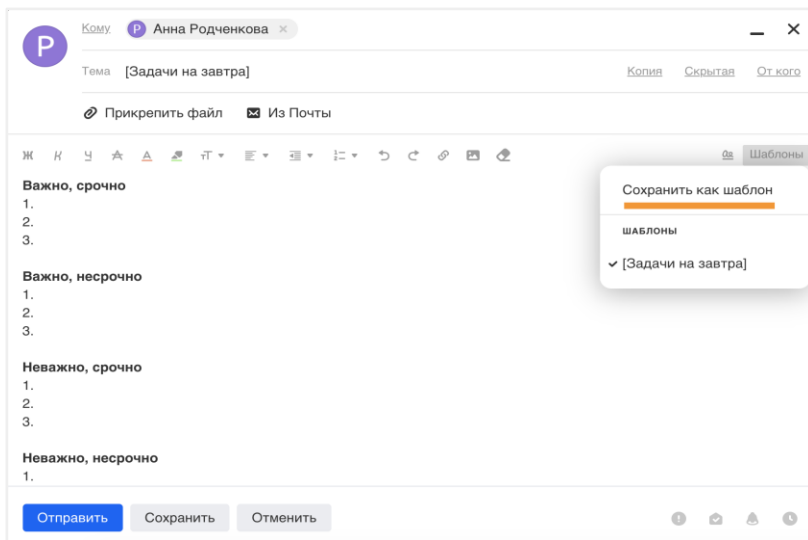 Р
Кому Р Анна Родченкова ×
Тема [Задачи на завтра] Копия Скрытая От кого
Прикрепить файл Из Почты
Ж К У А А тТ Шаблоны
Сохранить как шаблон
ШАБЛОНЫ
[Задачи на завтра]
Важно, срочно
1.
2.
3.
Важно, несрочно
1.
2.
3.
Неважно, срочно
1.
2.
3.
Неважно, несрочно
1.
Отправить Сохранить Отменить